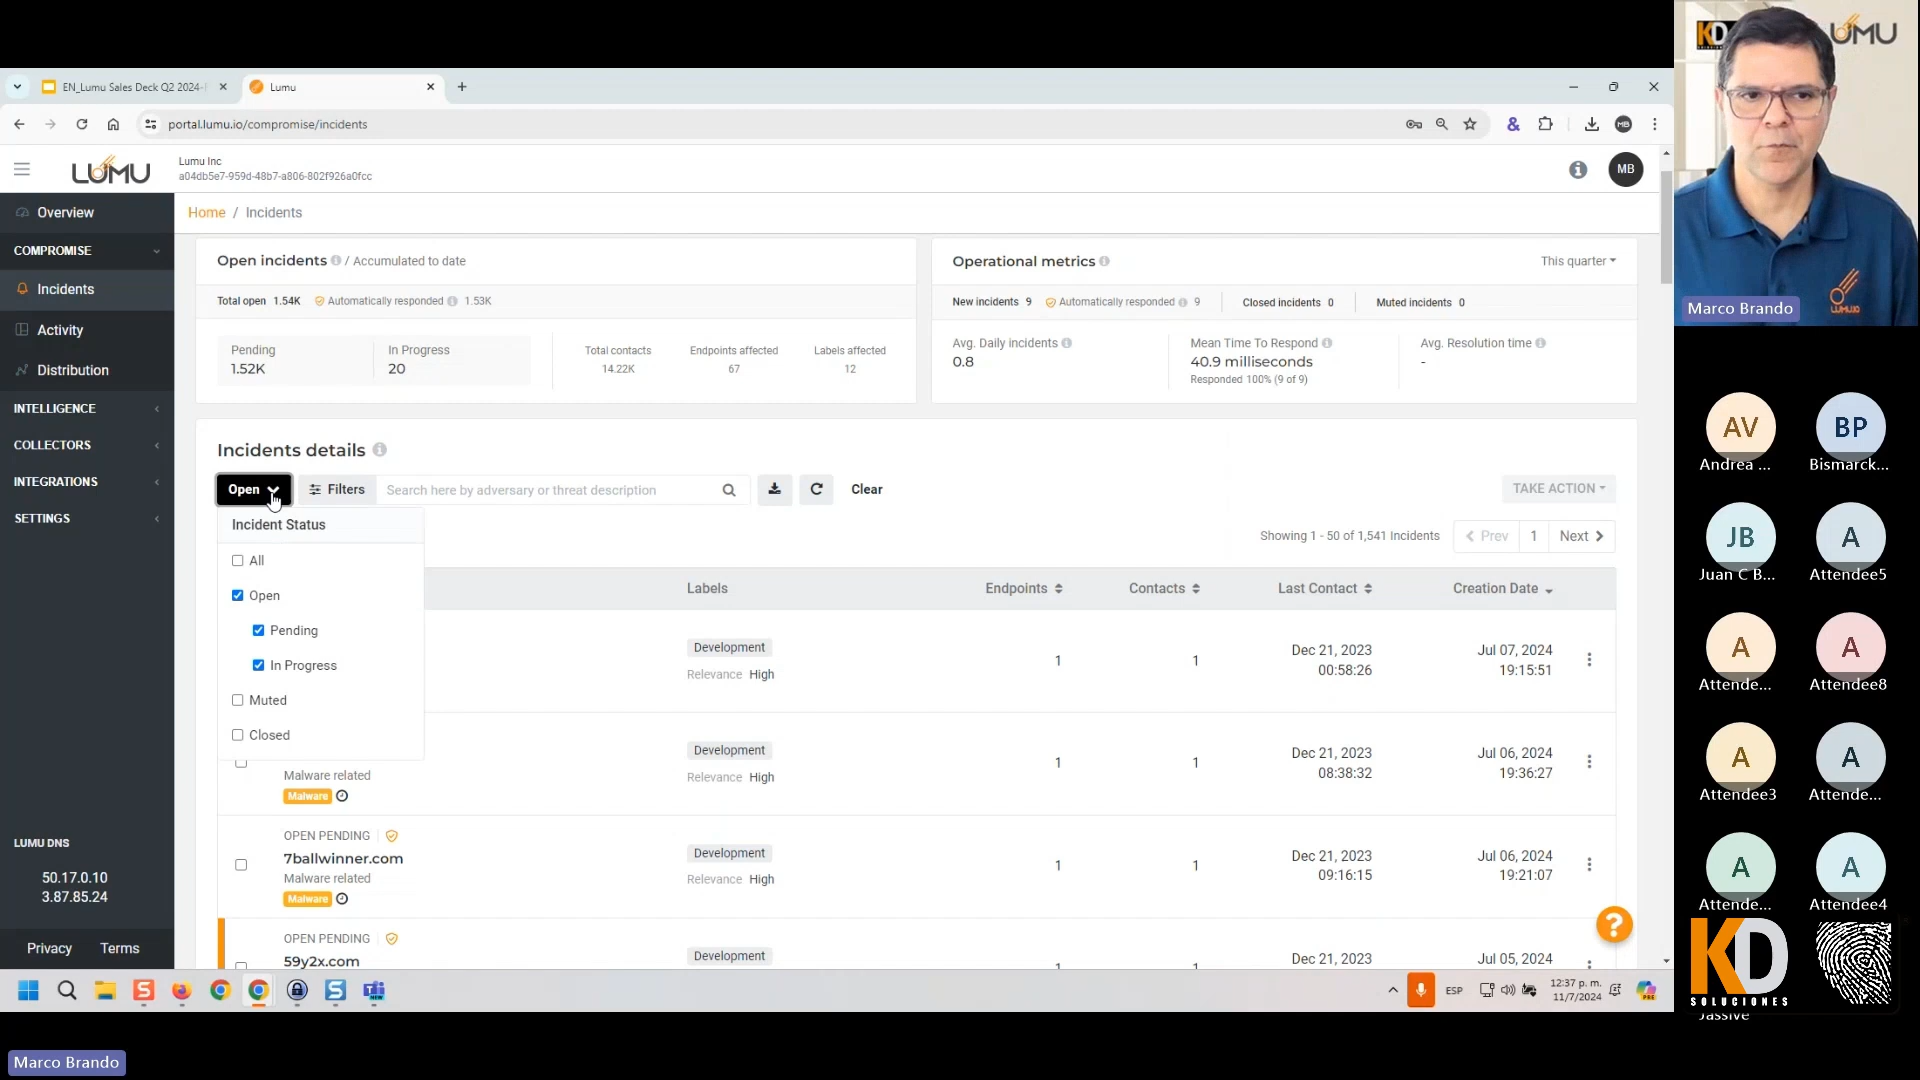 EN_Lumu Sales Deck Q2 2024-
Lumu
portal.lumu.io/compromise/incidents
MB
LUMU
Lumu Inc
a04db5e7-959d-48b7-a806-802f926a0fcc
MB
Overview
COMPROMISE
Incidents
Activity
Distribution
INTELLIGENCE
COLLECTORS
INTEGRATIONS
SETTINGS
LUMU DNS
50.17.0.10
3.87.85.24
Privacy Terms
Home / Incidents
Open incidents / Accumulated to date
Total open 1.54K Automatically responded 1.53K
Pending
1.52K
In Progress
20
Total contacts
14.22K
Endpoints affected
67
Labels affected
12
Operational metrics
This quarter
New incidents 9 Automatically responded 9 Closed incidents 0 Muted incidents 0
Avg. Daily incidents
0.8
Mean Time To Respond
40.9 milliseconds
Responded 100% (9 of 9)
Avg. Resolution time
-
Incidents details
Open Filters Search here by adversary or threat description Clear TAKE ACTION
Incident Status
All
Open
Pending
In Progress
Muted
Closed
Showing 1 - 50 of 1,541 Incidents Prev 1 Next
Labels Endpoints Contacts Last Contact Creation Date
Development
Relevance High
1 1
Dec 21, 2023
00:58:26
Jul 07, 2024
19:15:51
Malware related
Malware
Development
Relevance High
1 1
Dec 21, 2023
08:38:32
Jul 06, 2024
19:36:27
OPEN PENDING
7ballwinner.com
Malware related
Malware
Development
Relevance High
1 1
Dec 21, 2023
09:16:15
Jul 06, 2024
19:21:07
OPEN PENDING
59y2x.com
Development
1 1
Dec 21, 2023
Jul 05, 2024
?
ESP
12:37 p. m.
11/7/2024
PRE
NEW
Marco Brando
KD
LUMU
LUMU
Marco Brando
AV
Andrea ...
BP
Bismarck...
JB
Juan C B...
A
Attendee5
A
Attende...
A
Attendee8
A
Attendee3
A
Attende...
A
Attende...
A
Attendee4
KD
SOLUCIONES